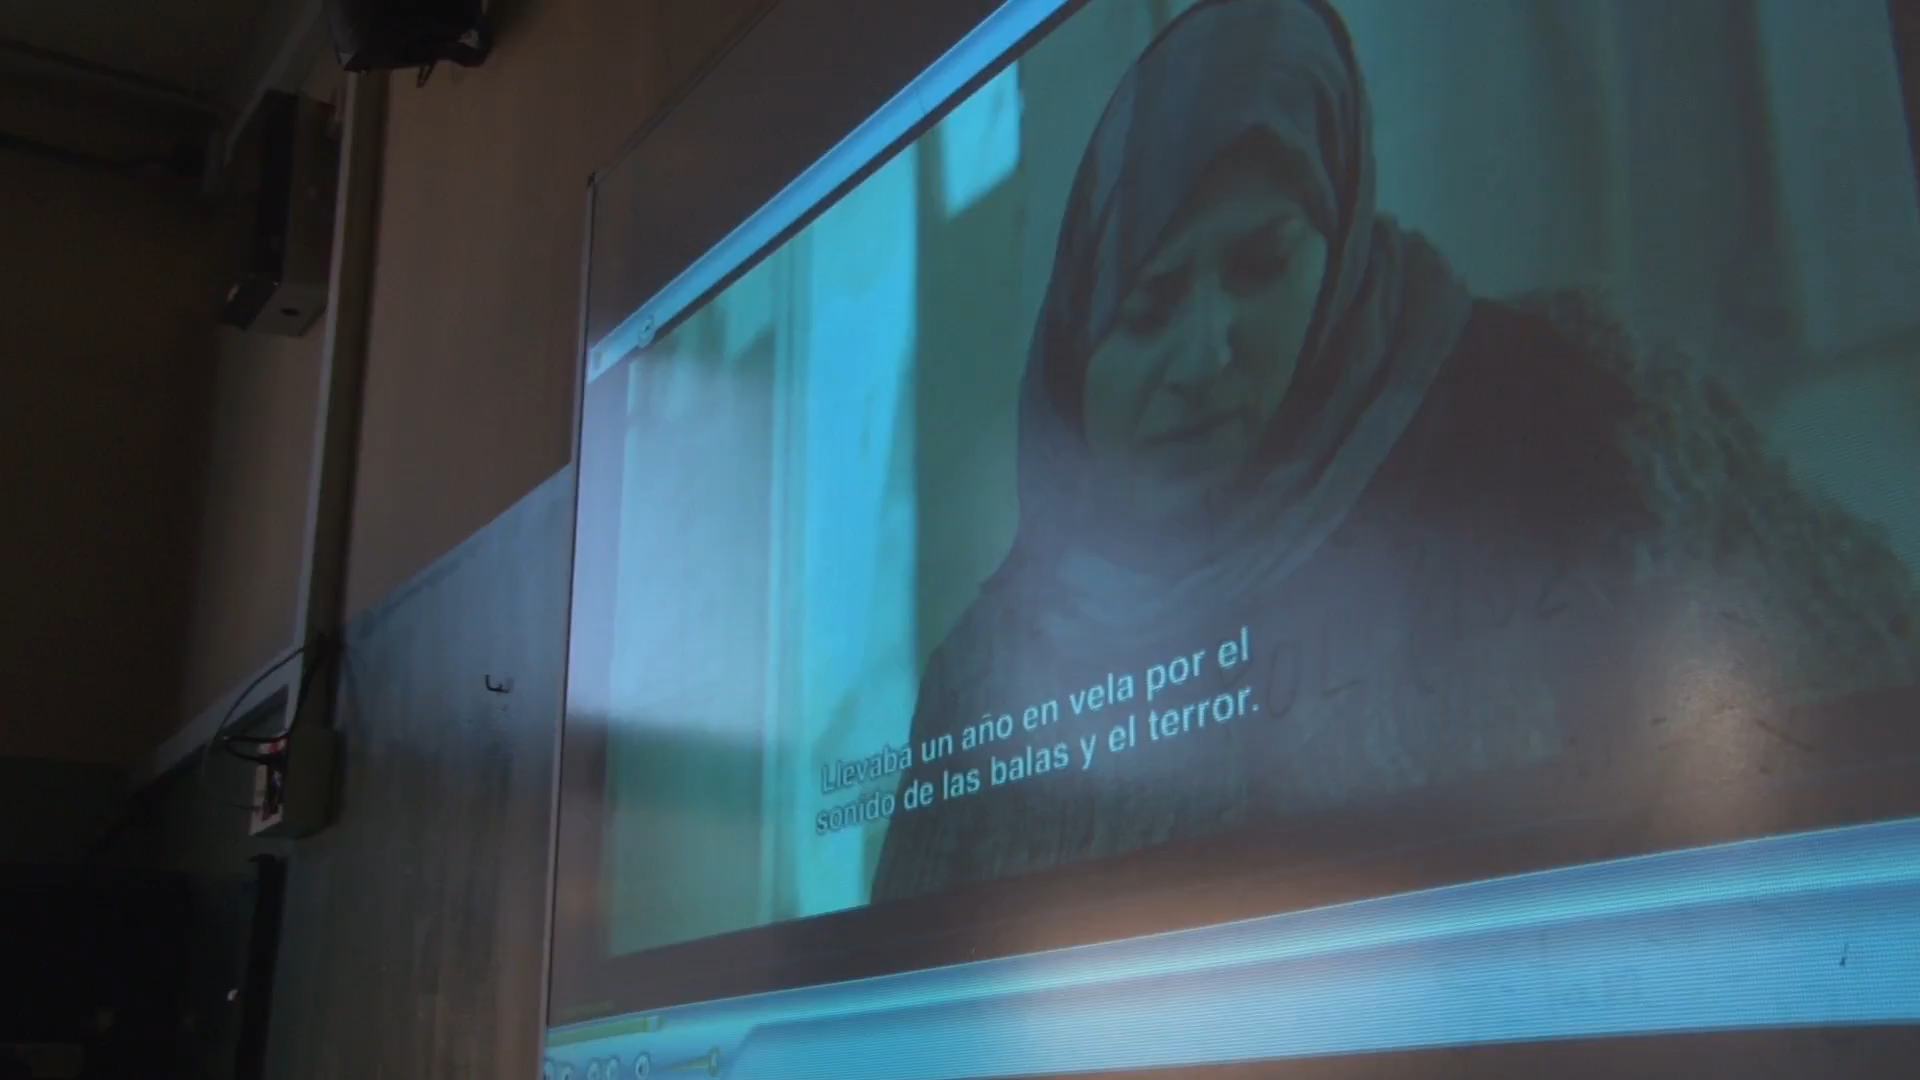 Llevaba un año en vela por el
sonido de las balas y el terror.